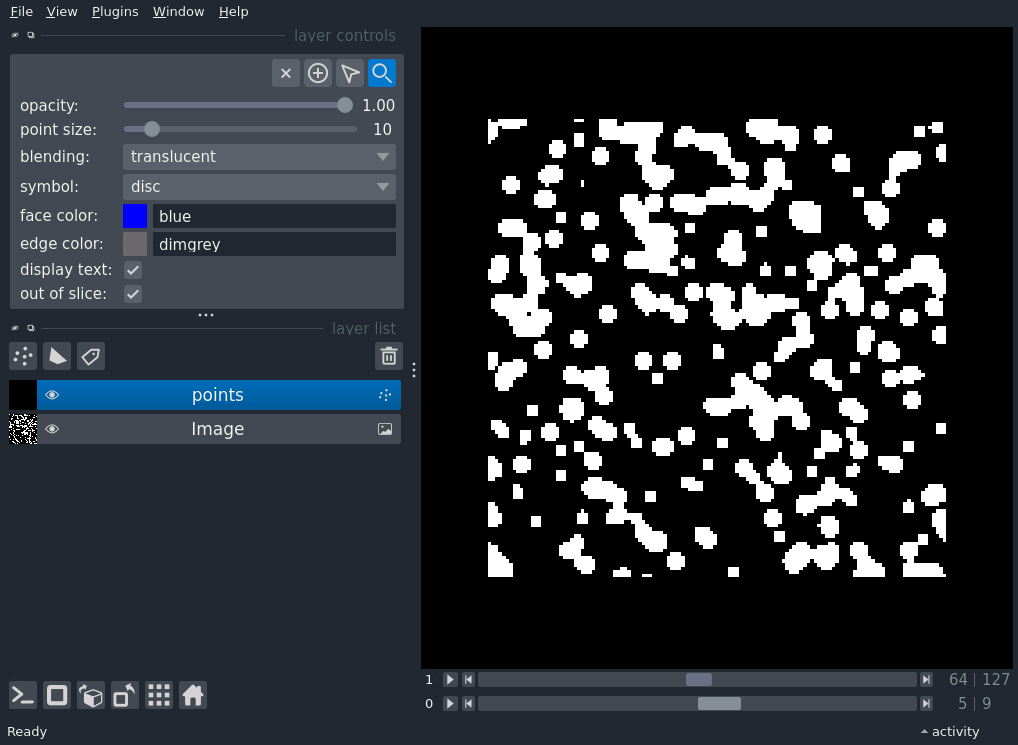 File View Plugins Window Help
layer controls
opacity: 1.00
point size: 10
blending: translucent
symbol: disc
face color: blue
edge color: dimgrey
display text:
out of slice:
layer list
points
Image
1 64 | 127
0 5 | 9
Ready activity